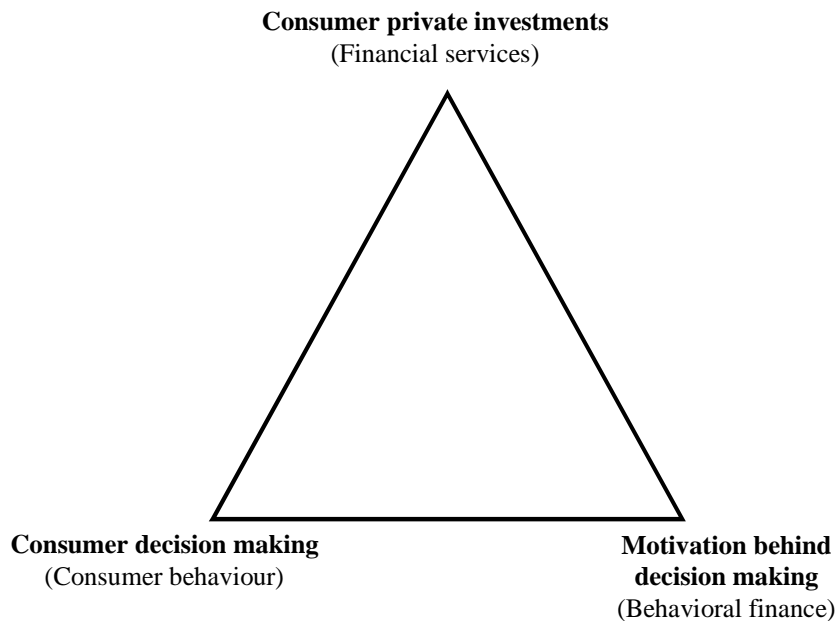 Consumer private investments
(Financial services)
Consumer decision making
(Consumer behaviour)
Motivation behind
decision making
(Behavioral finance)